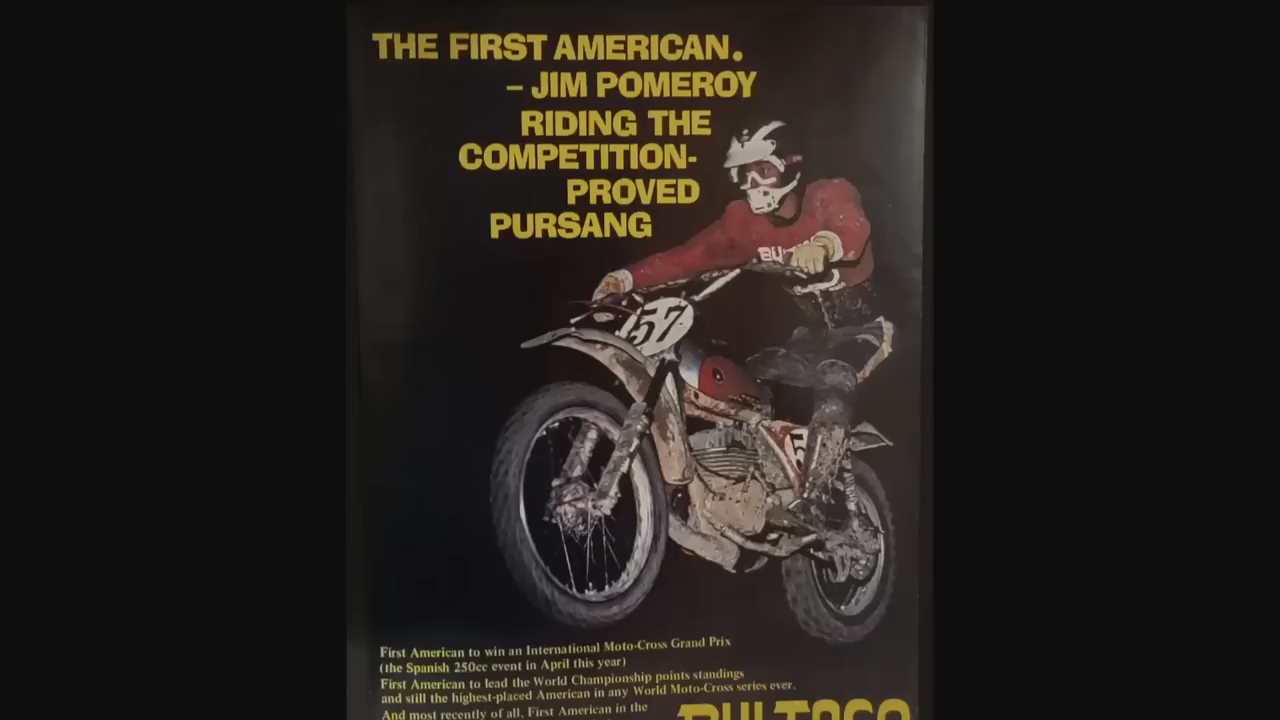 THE FIRST AMERICAN.
– JIM POMEROY
RIDING THE
COMPETITION-
PROVED
PURSANG
57
First American to win an International Moto-Cross Grand Prix
(the Spanish 250cc event in April this year)
First American to lead the World Championship points standings
and still the highest-placed American in any World Moto-Cross series ever.
And most recently of all, First American in the
BULTACO